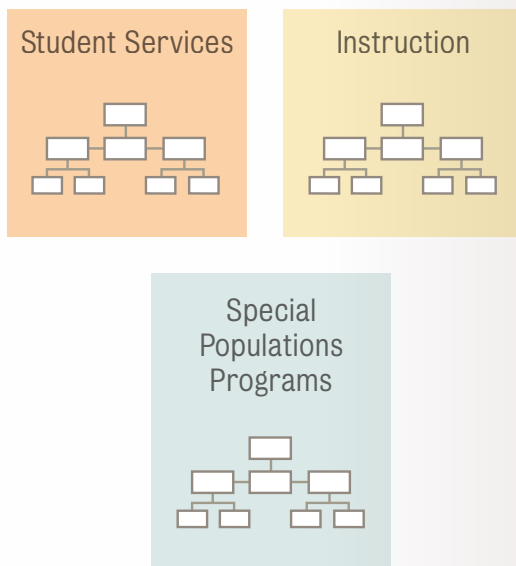 Student Services
Instruction
Special
Populations
Programs